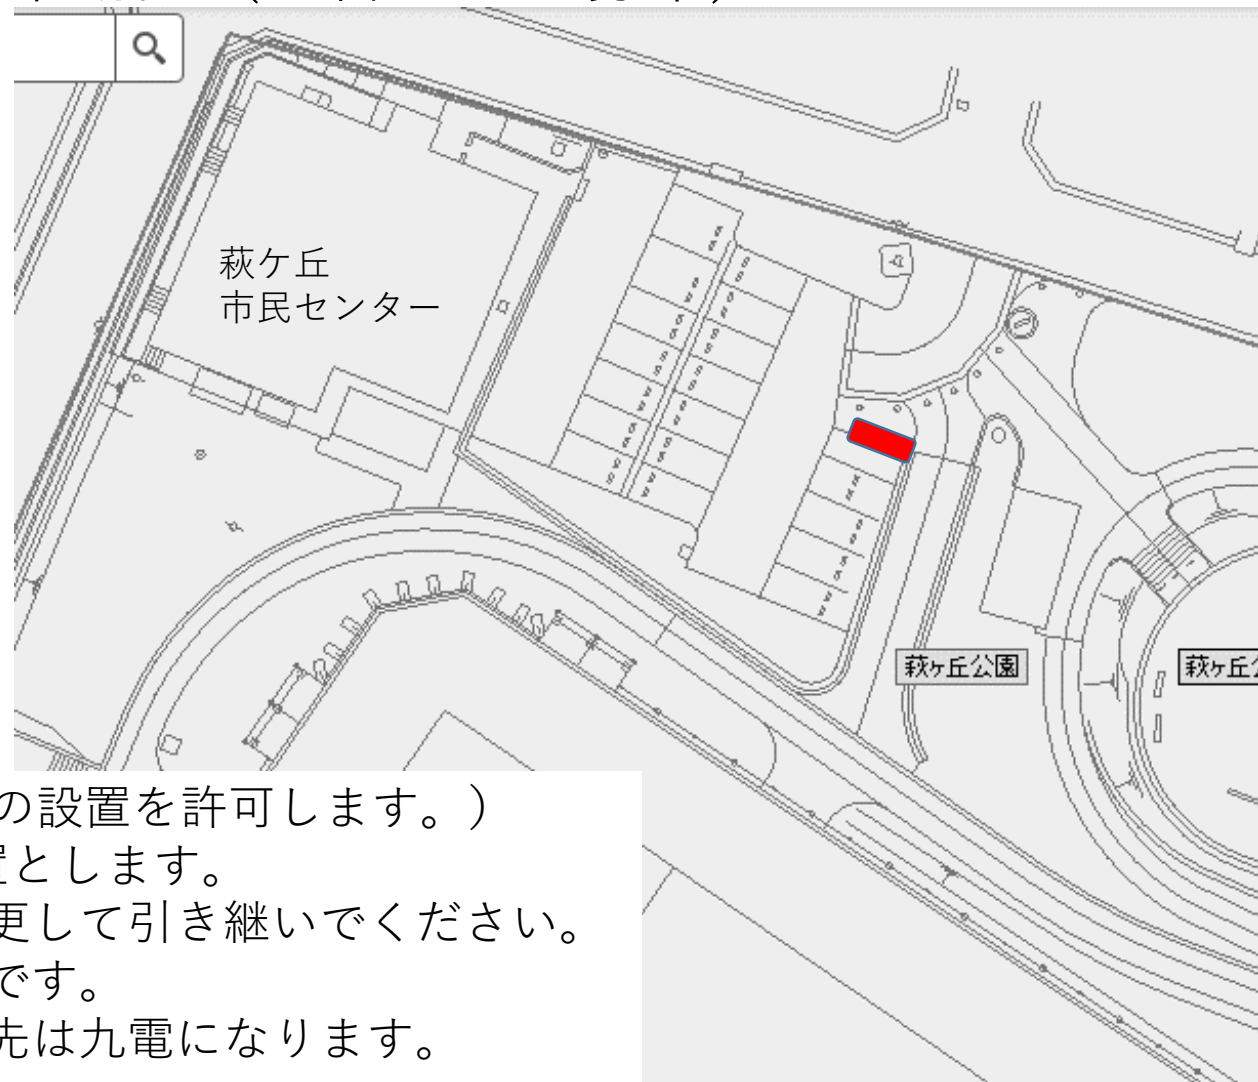 萩ケ丘
市民センター
萩ヶ丘公園
萩ヶ丘公
の設置を許可します。)
置とします。
更して引き継いでください。
です。
先は九電になります。